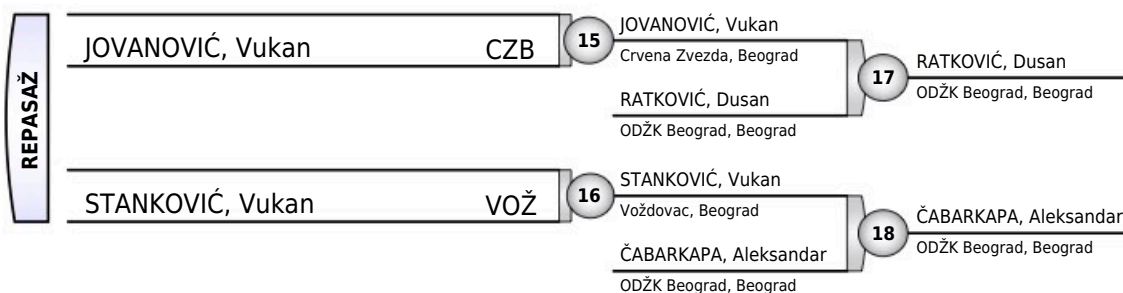 REPASAŽ
JOVANOVIĆ, Vukan CZB
15
JOVANOVIĆ, Vukan
Crvena Zvezda, Beograd
RATKOVIĆ, Dusan
ODŽK Beograd, Beograd
17
RATKOVIĆ, Dusan
ODŽK Beograd, Beograd
STANKOVIĆ, Vukan VOŽ
16
STANKOVIĆ, Vukan
Voždovac, Beograd
ČABARKAPA, Aleksandar
ODŽK Beograd, Beograd
18
ČABARKAPA, Aleksandar
ODŽK Beograd, Beograd